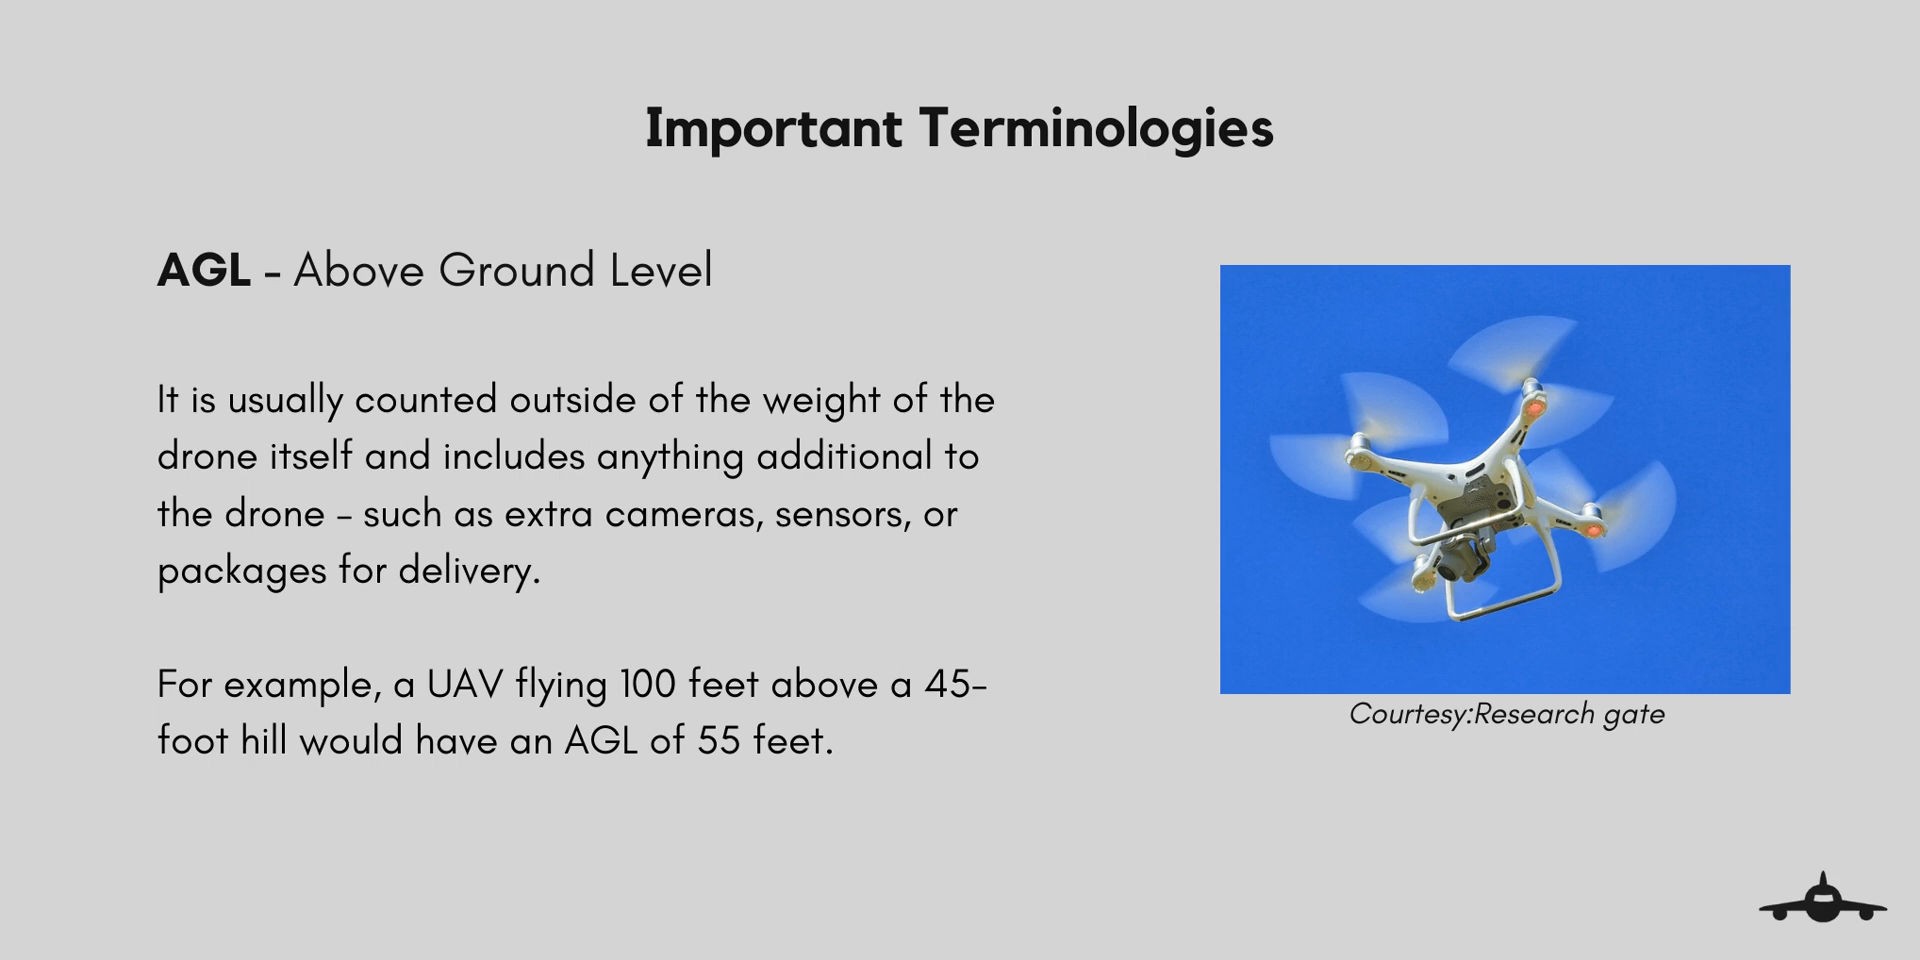 Important Terminologies
AGL - Above Ground Level
It is usually counted outside of the weight of the
drone itself and includes anything additional to
the drone – such as extra cameras, sensors, or
packages for delivery.
For example, a UAV flying 100 feet above a 45-
foot hill would have an AGL of 55 feet.
Courtesy:Research gate